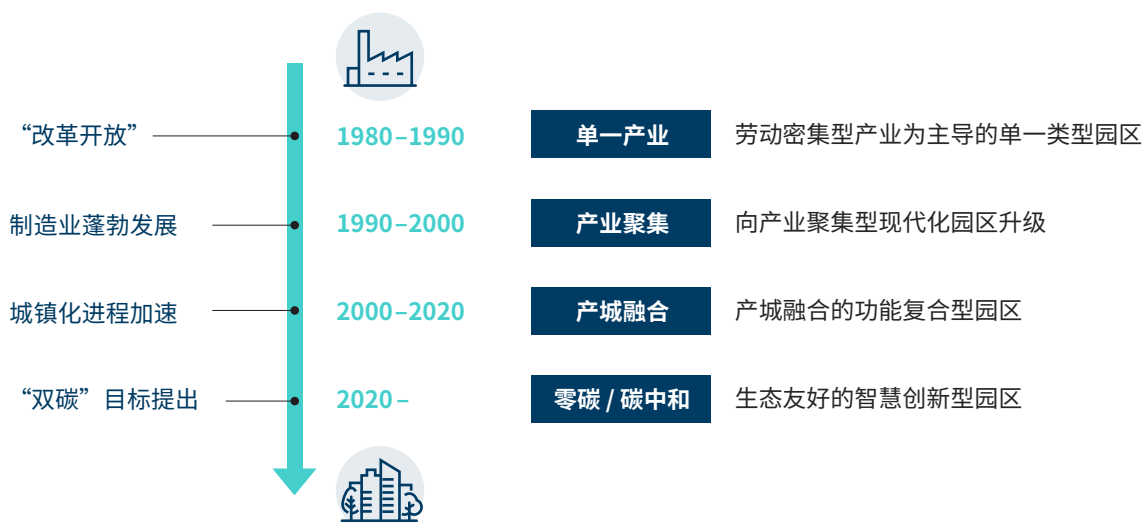 “改革开放” 1980–1990 单一产业 劳动密集型产业为主导的单一类型园区
制造业蓬勃发展 1990–2000 产业聚集 向产业聚集型现代化园区升级
城镇化进程加速 2000–2020 产城融合 产城融合的功能复合型园区
“双碳”目标提出 2020 – 零碳 / 碳中和 生态友好的智慧创新型园区